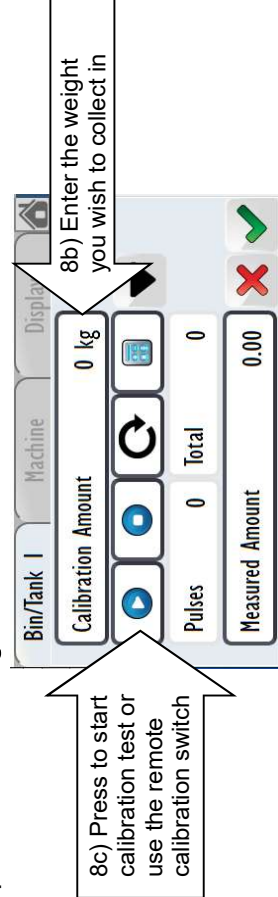 8b) Enter the weight
you wish to collect in
Bin/Tank 1
Machine
Display
Calibration Amount 0 kg
Pulses 0 Total 0
Measured Amount 0.00
8c) Press to start
calibration test or
use the remote
calibration switch